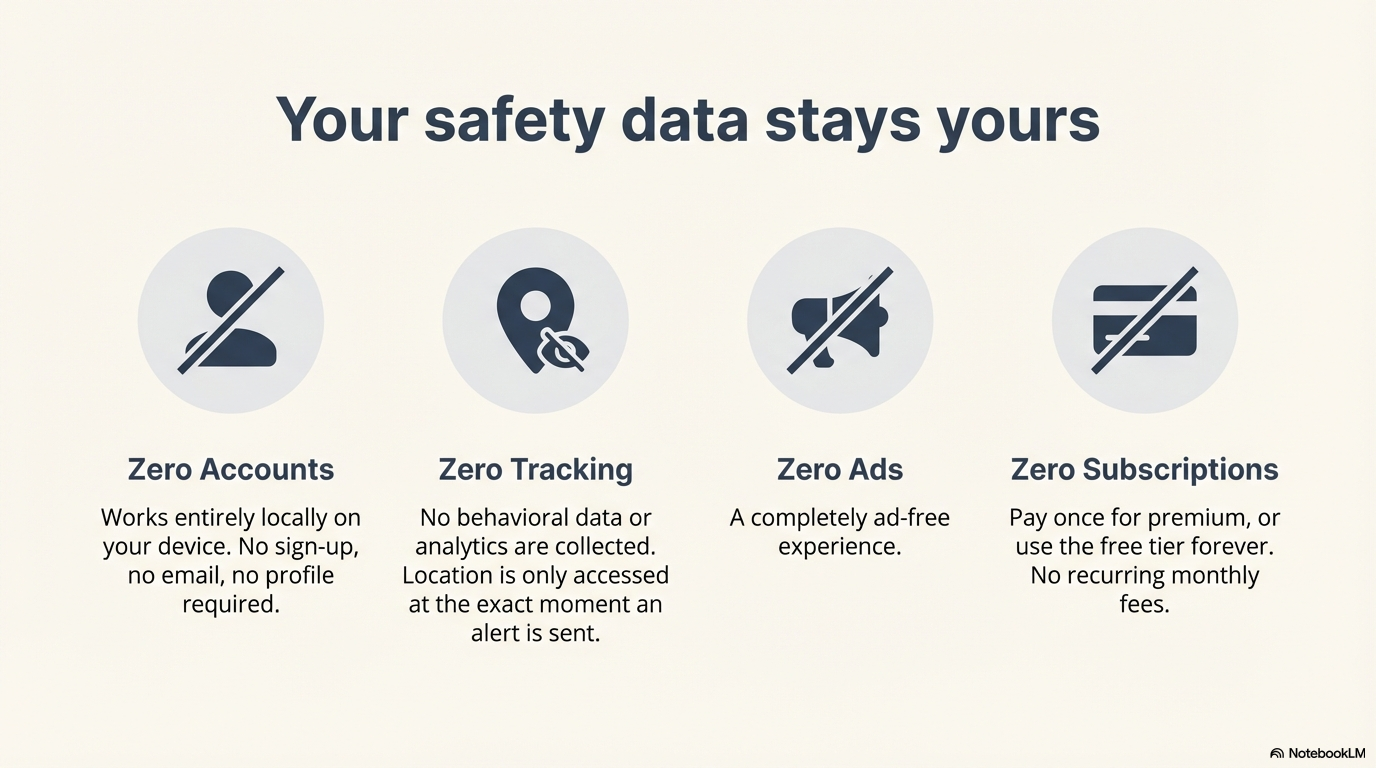 Your safety data stays yours
Zero Accounts
Works entirely locally on
your device. No sign-up,
no email, no profile
required.
Zero Tracking
No behavioral data or
analytics are collected.
Location is only accessed
at the exact moment an
alert is sent.
Zero Ads
A completely ad-free
experience.
Zero Subscriptions
Pay once for premium, or
use the free tier forever.
No recurring monthly
fees.
NotebookLM